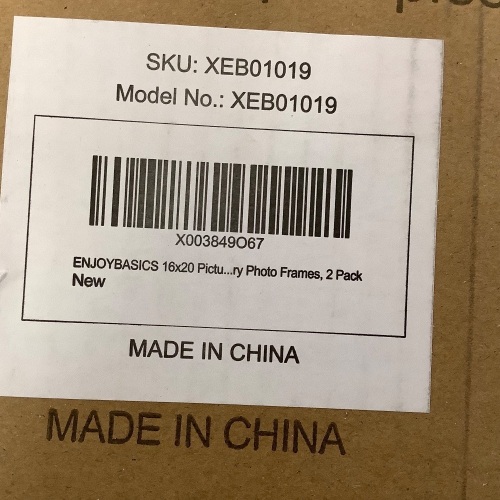 SKU: XEB01019
Model No.: XEB01019
X003849O67
ENJOYBASICS 16x20 Pictu...ry Photo Frames, 2 Pack
New
MADE IN CHINA
MADE IN CHINA